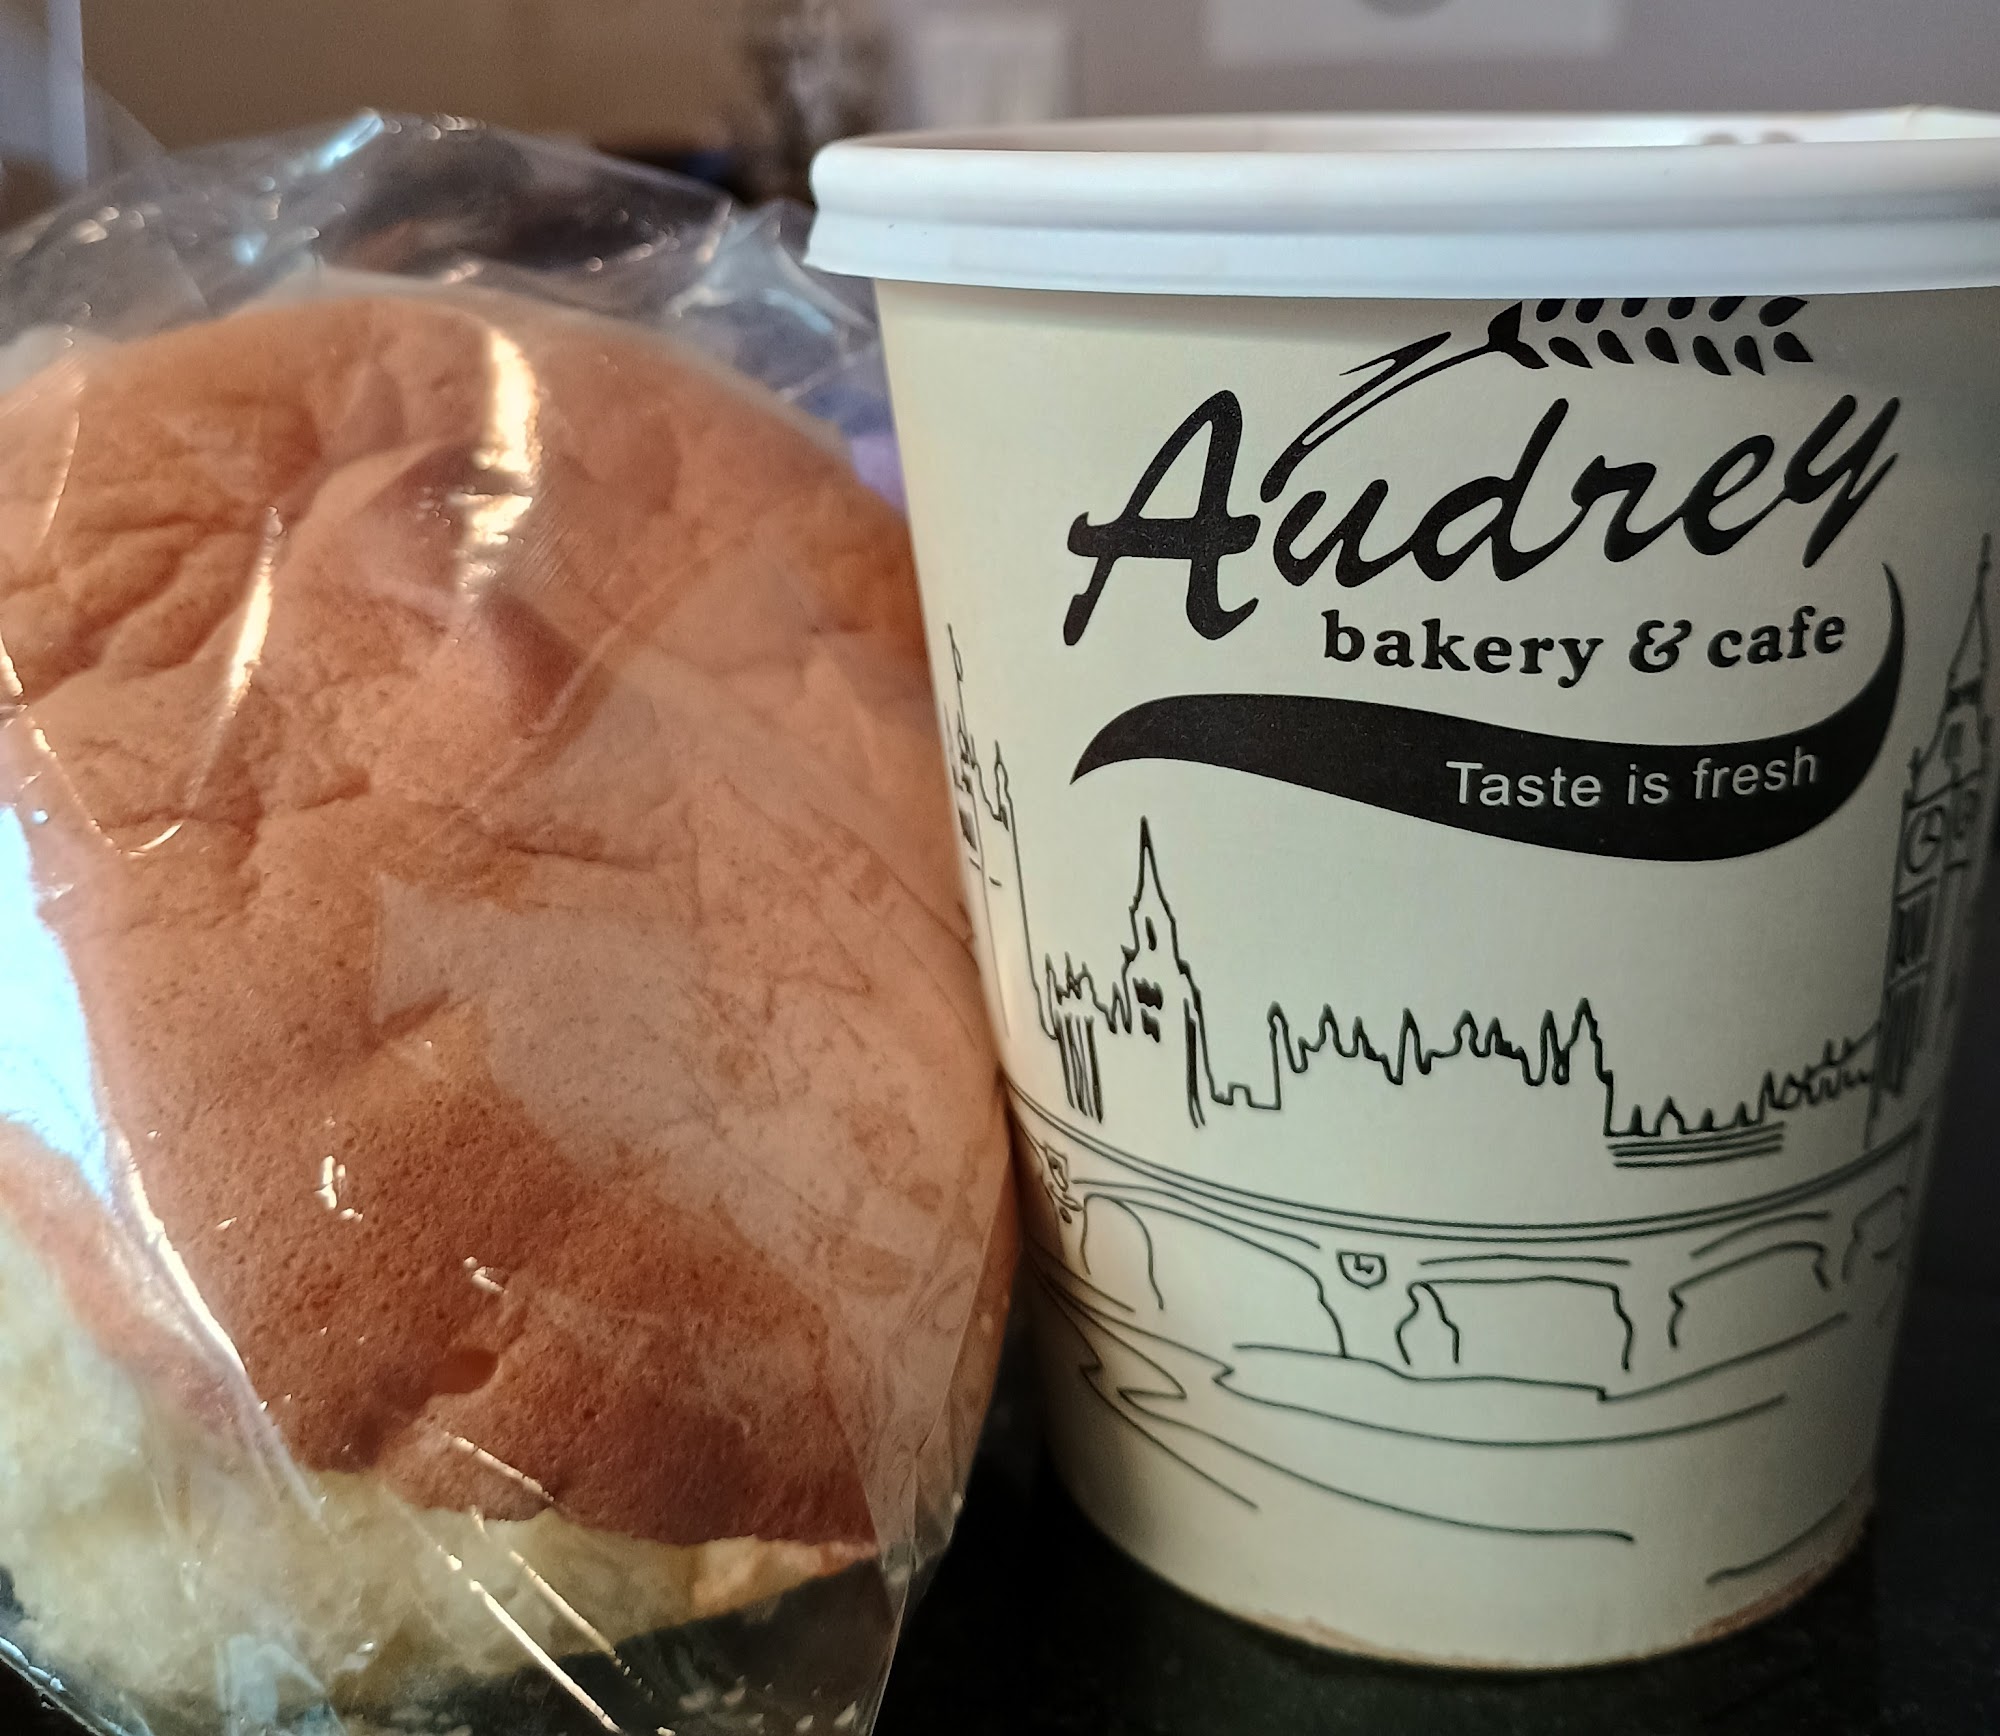 Audrey
bakery & cafe
Taste is fresh